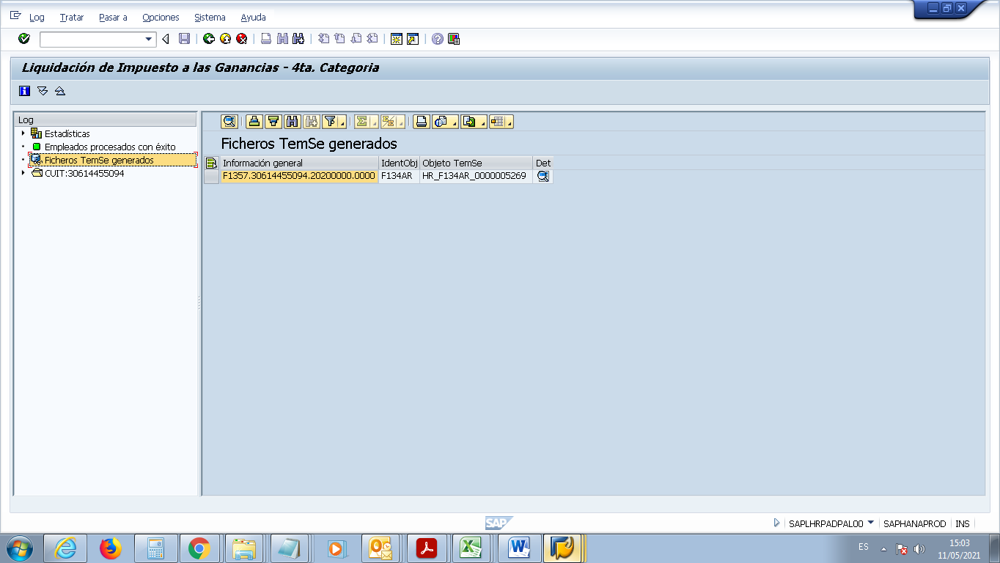 Log Tratar Pasar a Opciones Sistema Ayuda
Liquidación de Impuesto a las Ganancias - 4ta. Categoria
Log
Estadísticas
Empleados procesados con éxito
Ficheros TemSe generados
CUIT:30614455094
Ficheros TemSe generados
Información general IdentObj Objeto TemSe Det
F1357.30614455094.20200000.0000 F134AR HR_F134AR_0000005269
SAP
SAPLHRPADPAL00 SAPHANAPROD INS
ES
15:03
11/05/2021